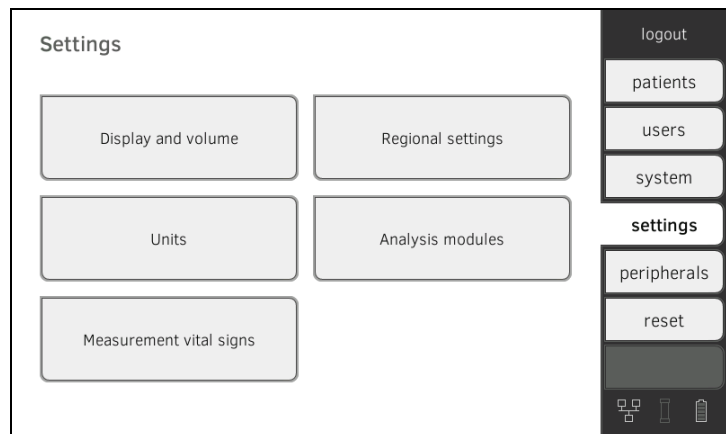 Settings
Display and volume
Regional settings
Units
Analysis modules
Measurement vital signs
logout
patients
users
system
settings
peripherals
reset